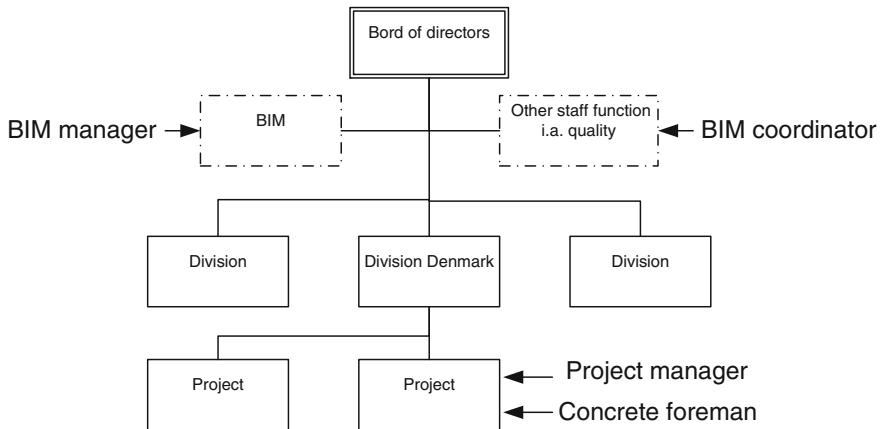 Bord of directors
BIM manager
BIM
Other staff function
i.a. quality
BIM coordinator
Division
Division Denmark
Division
Project
Project
Project manager
Concrete foreman